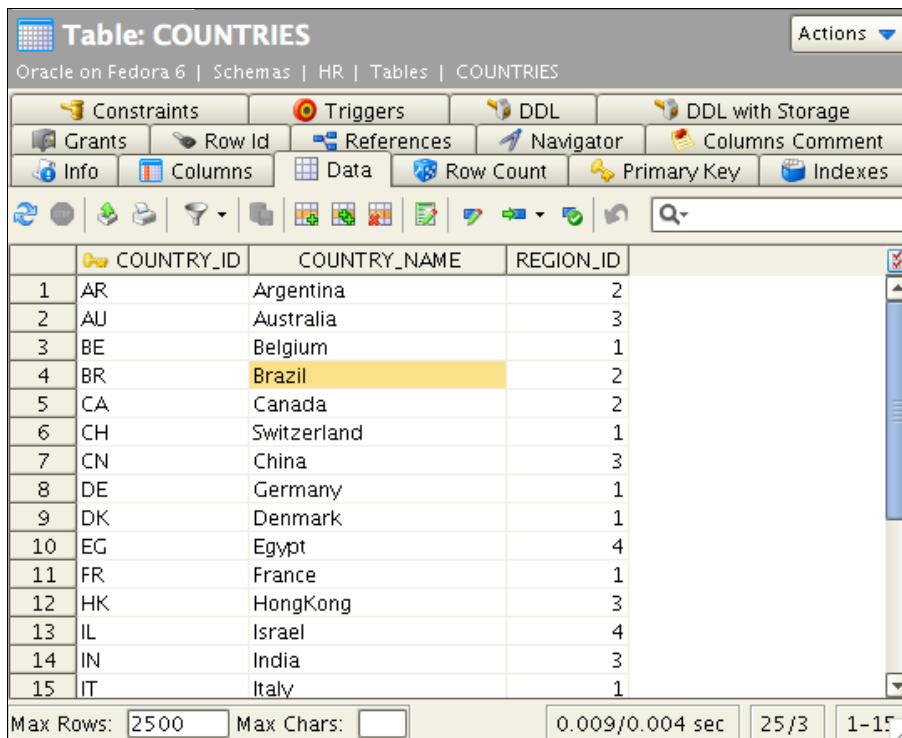 Table: COUNTRIES
Actions
Oracle on Fedora 6 | Schemas | HR | Tables | COUNTRIES
Constraints Triggers DDL DDL with Storage
Grants Row Id References Navigator Columns Comment
Info Columns Data Row Count Primary Key Indexes
COUNTRY_ID COUNTRY_NAME REGION_ID
1 AR Argentina 2
2 AU Australia 3
3 BE Belgium 1
4 BR Brazil 2
5 CA Canada 2
6 CH Switzerland 1
7 CN China 3
8 DE Germany 1
9 DK Denmark 1
10 EG Egypt 4
11 FR France 1
12 HK HongKong 3
13 IL Israel 4
14 IN India 3
15 IT Italy 1
Max Rows: 2500 Max Chars: 0.009/0.004 sec 25/3 1-15